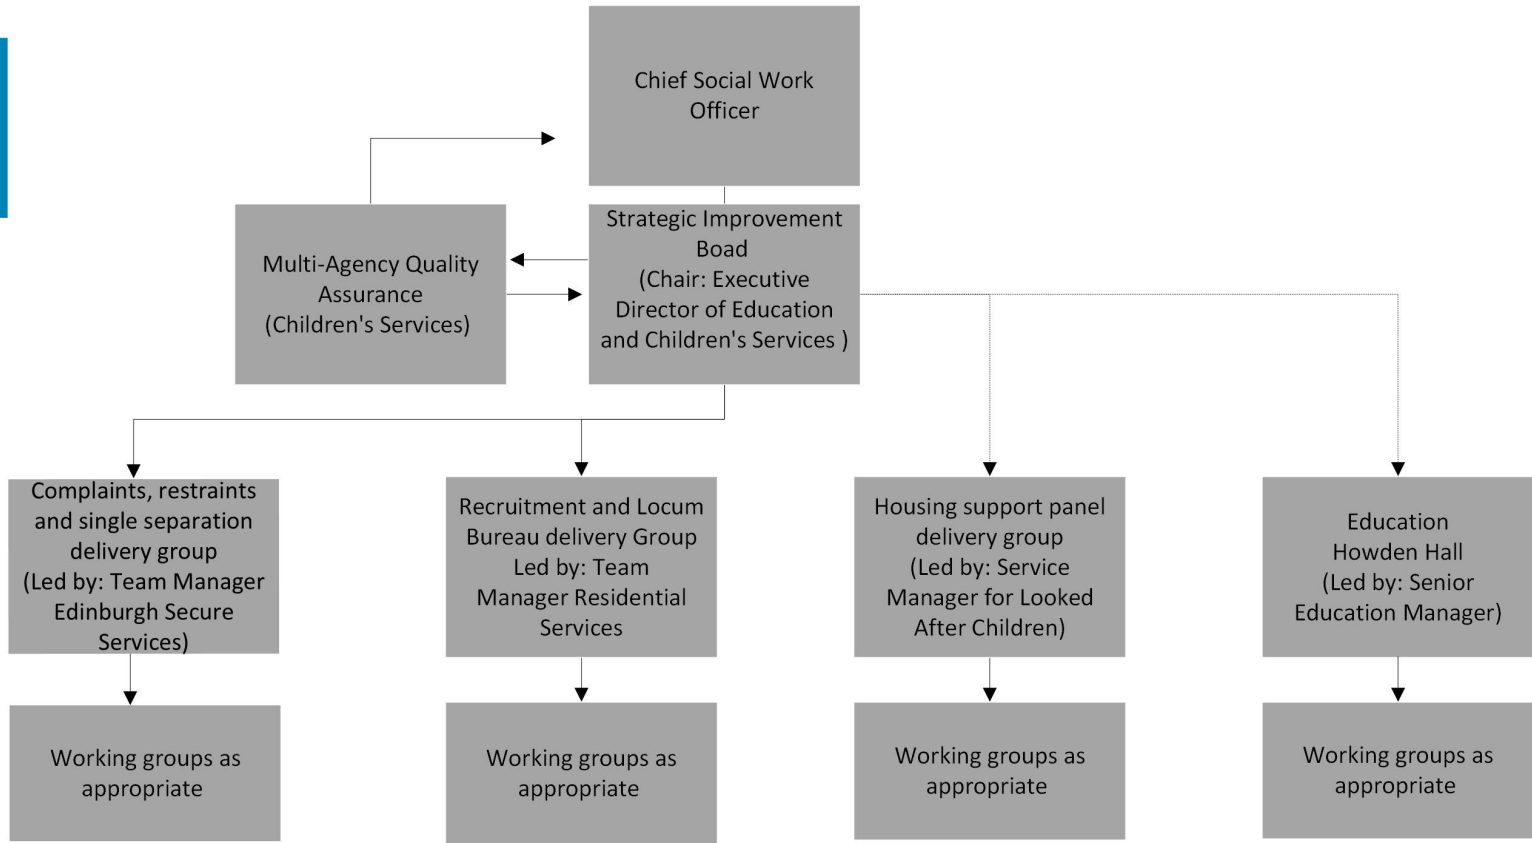 Chief Social Work
Officer
Multi-Agency Quality
Assurance
(Children's Services)
Strategic Improvement
Boad
(Chair: Executive
Director of Education
and Children's Services )
Complaints, restraints
and single separation
delivery group
(Led by: Team Manager
Edinburgh Secure
Services)
Recruitment and Locum
Bureau delivery Group
Led by: Team
Manager Residential
Services
Housing support panel
delivery group
(Led by: Service
Manager for Looked
After Children)
Education
Howden Hall
(Led by: Senior
Education Manager)
Working groups as
appropriate
Working groups as
appropriate
Working groups as
appropriate
Working groups as
appropriate